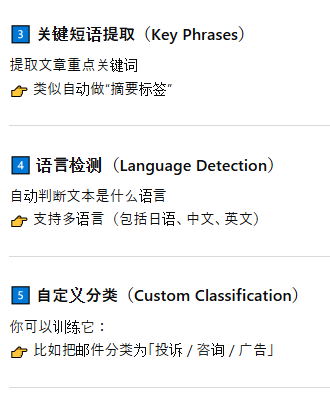 3️⃣ 关键短语提取（Key Phrases）
提取文章重点关键词
👉 类似自动做“摘要标签”
4️⃣ 语言检测（Language Detection）
自动判断文本是什么语言
👉 支持多语言（包括日语、中文、英文）
5️⃣ 自定义分类（Custom Classification）
你可以训练它：
👉 比如把邮件分类为「投诉 / 咨询 / 广告」